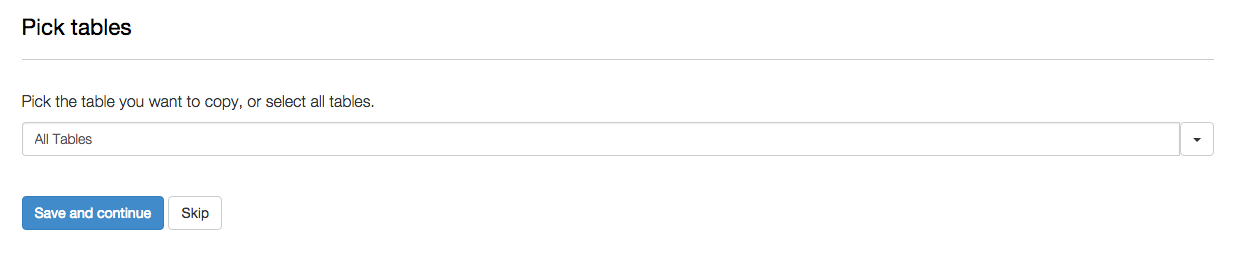 Pick tables
Pick the table you want to copy, or select all tables.
All Tables
Save and continue Skip